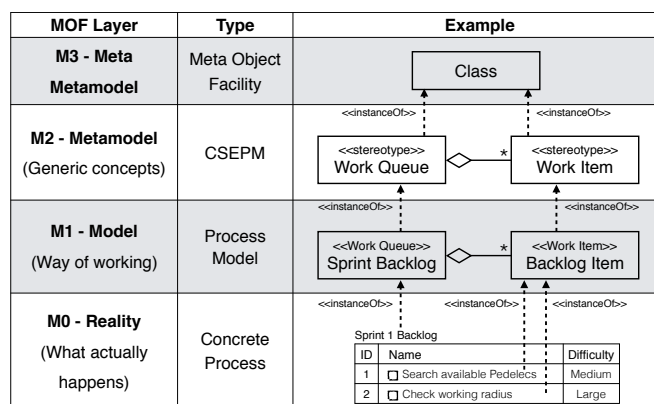 MOF Layer Type Example
M3 - Meta Metamodel
Meta Object Facility
Class
<<instanceOf>> <<instanceOf>>
M2 - Metamodel
(Generic concepts)
CSEPM
<<stereotype>> * <<stereotype>>
Work Queue Work Item
<<instanceOf>> <<instanceOf>>
M1 - Model
(Way of working)
Process Model
<<Work Queue>> * <<Work Item>>
Sprint Backlog Backlog Item
<<instanceOf>> <<instanceOf>> <<instanceOf>>
M0 - Reality
(What actually happens)
Concrete Process
Sprint 1 Backlog
ID Name Difficulty
1 Search available Pedelecs Medium
2 Check working radius Large